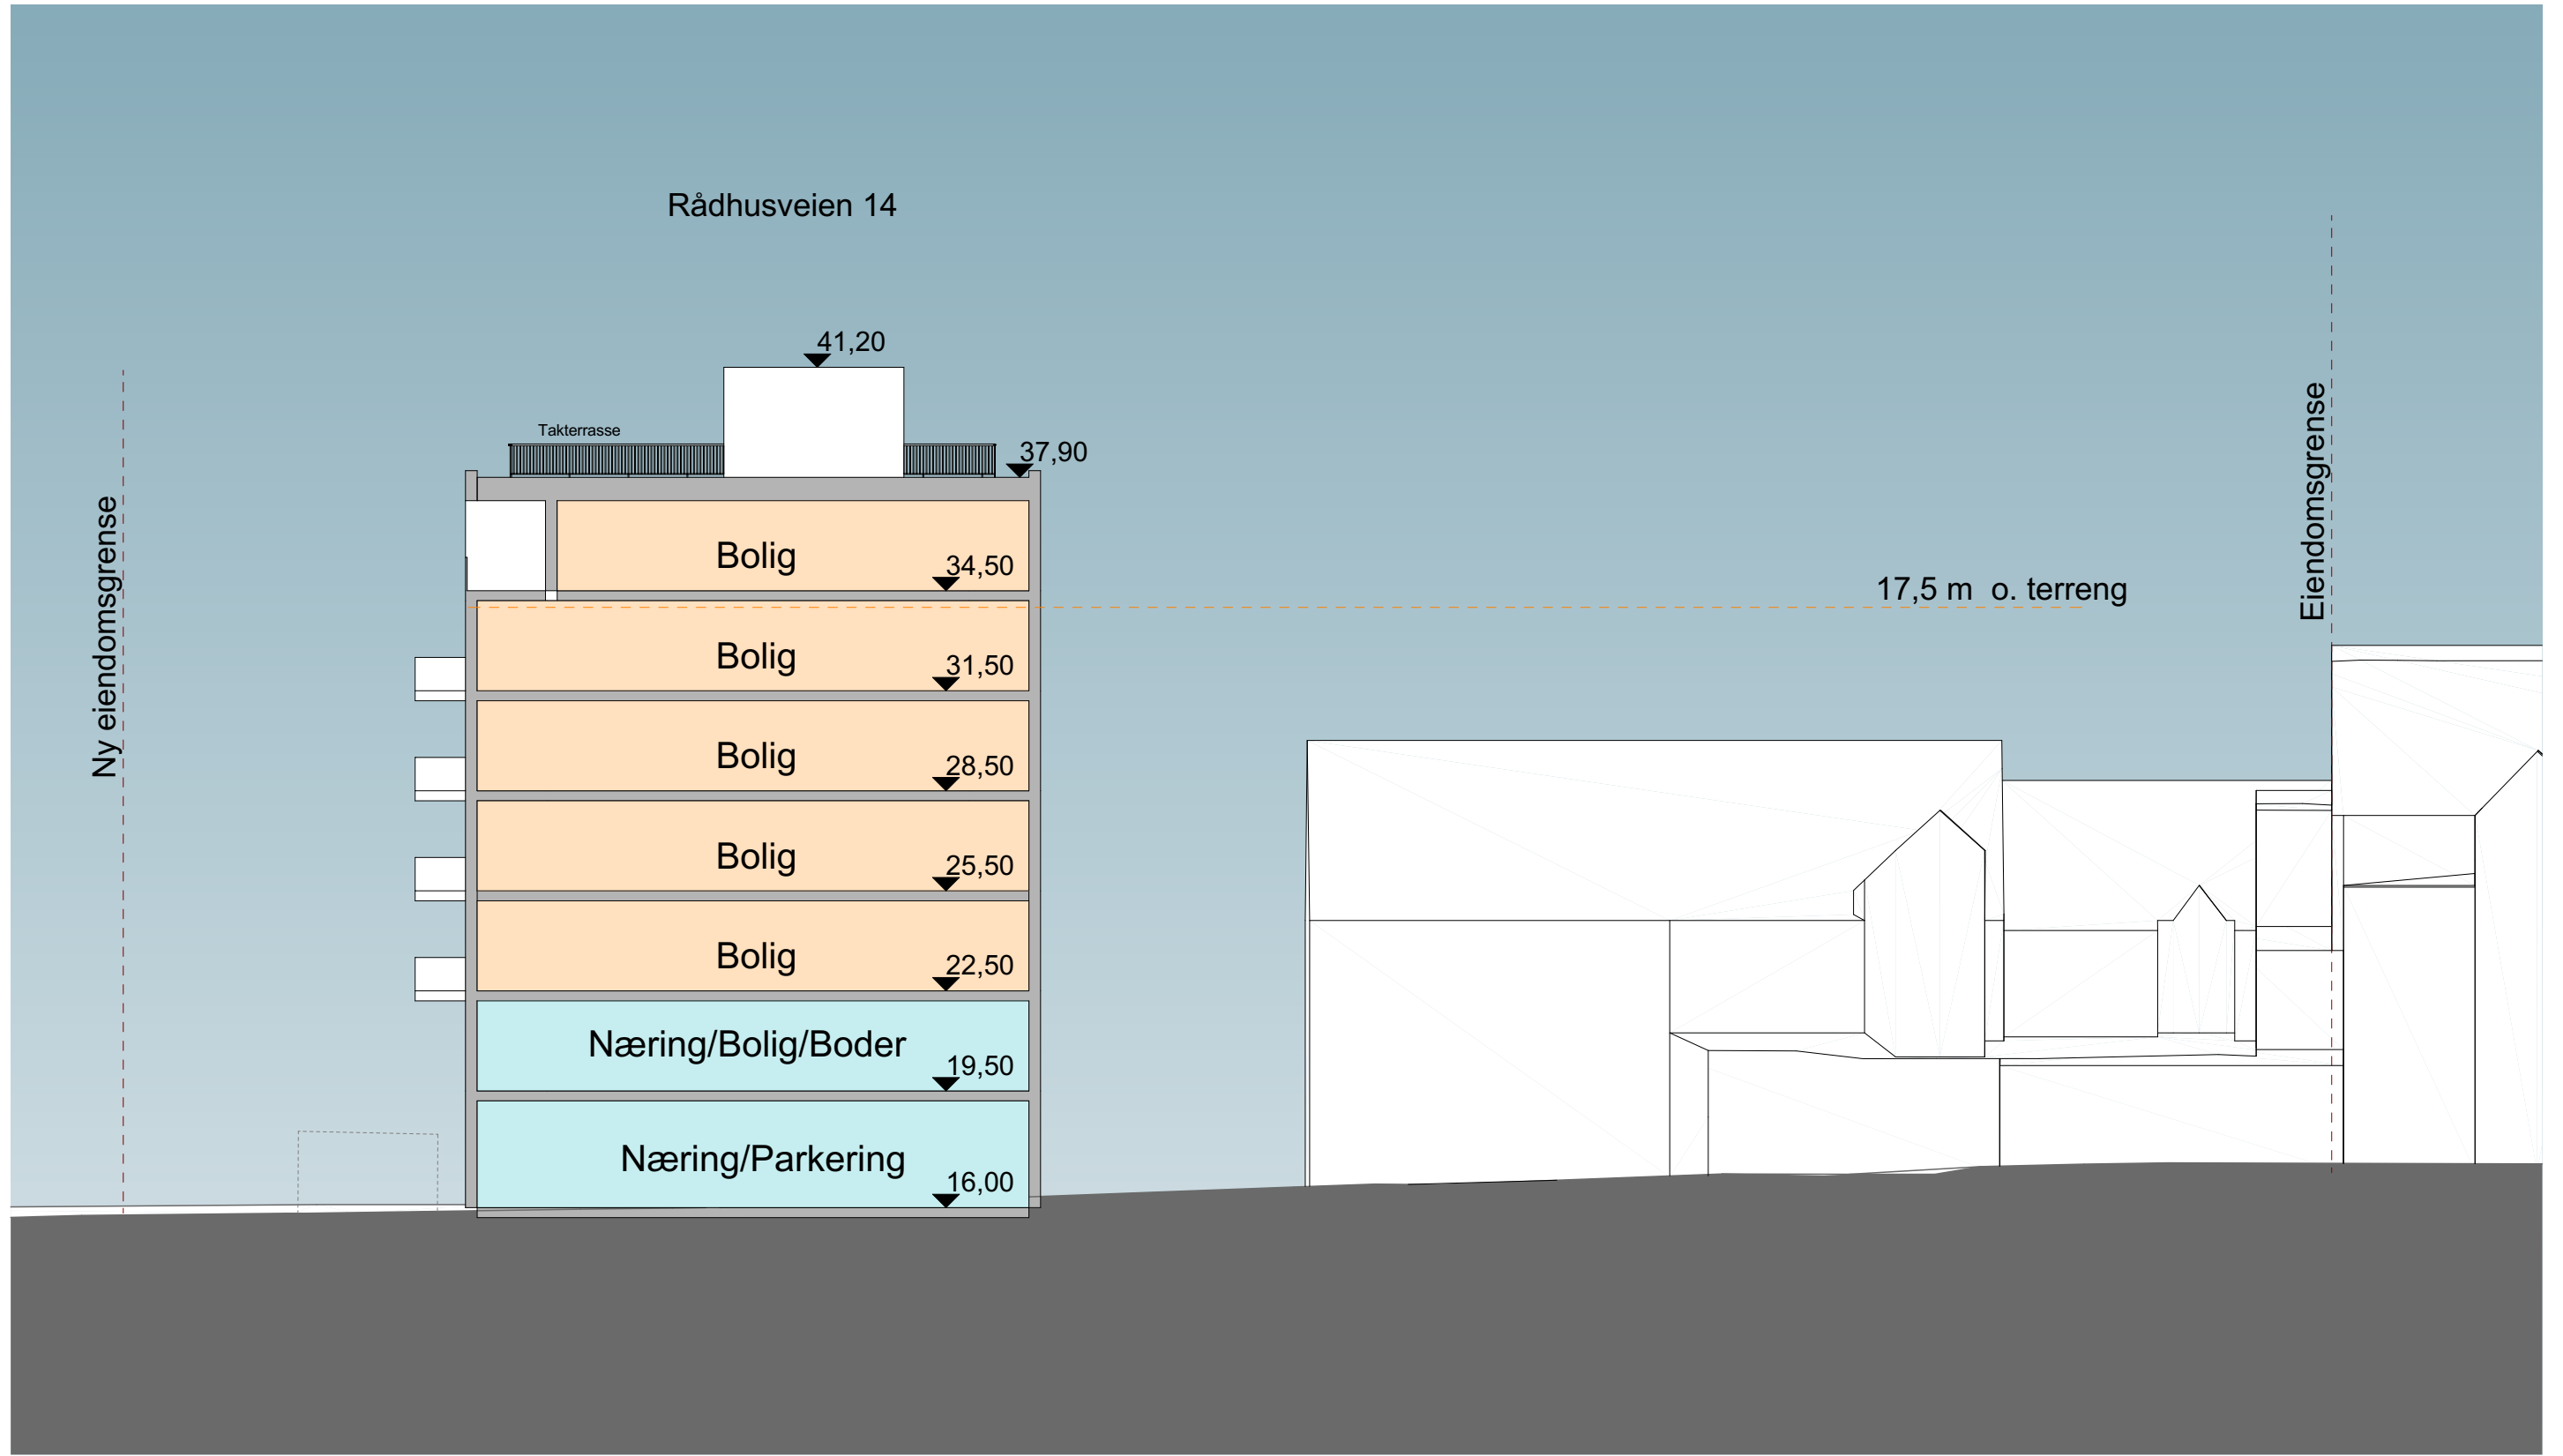 Rådhusveien 14
41,20
Takterrasse
37,90
Bolig
34,50
17,5 m o. terreng
Bolig
31,50
Bolig
28,50
Bolig
25,50
Bolig
22,50
Næring/Bolig/Boder
19,50
Næring/Parkering
16,00
Ny eiendomsgrense
Eiendomsgrense